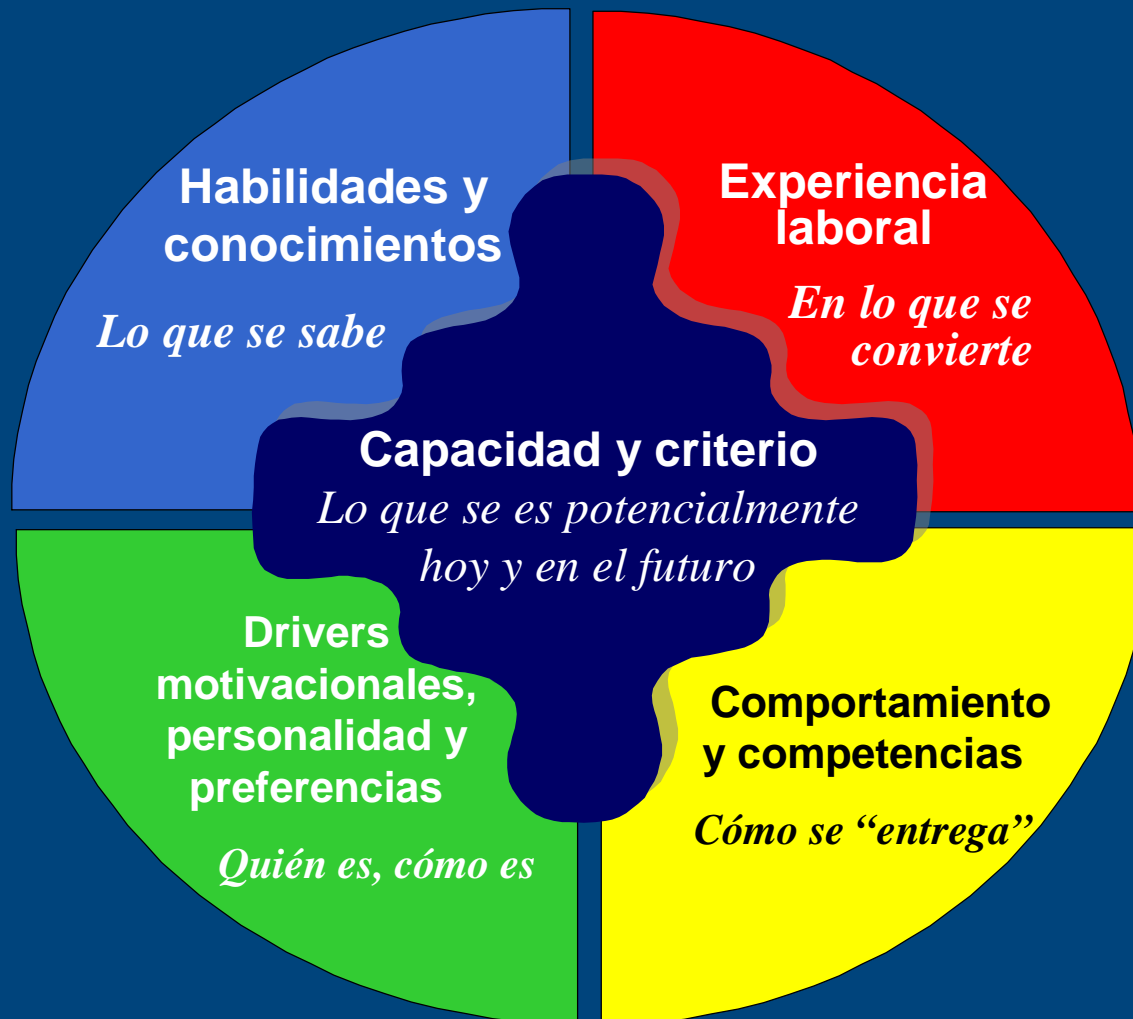 Habilidades y
conocimientos
Lo que se sabe
Experiencia
laboral
En lo que se
convierte
Capacidad y criterio
Lo que se es potencialmente
hoy y en el futuro
Drivers
motivacionales,
personalidad y
preferencias
Quién es, cómo es
Comportamiento
y competencias
Cómo se “entrega”